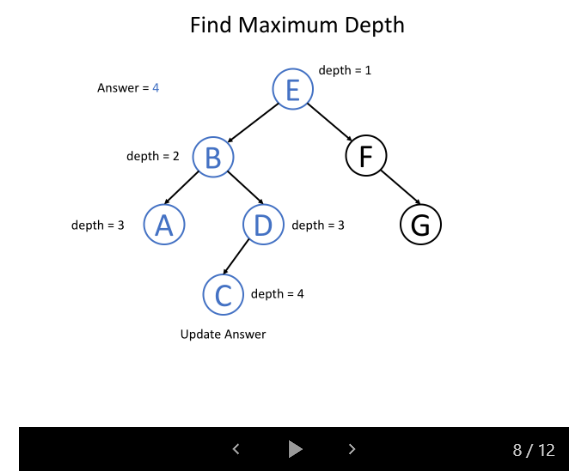 Find Maximum Depth
depth = 1
Answer = 4
E
depth = 2
B
F
depth = 3
A
D
depth = 3
G
C
depth = 4
Update Answer
8 / 12